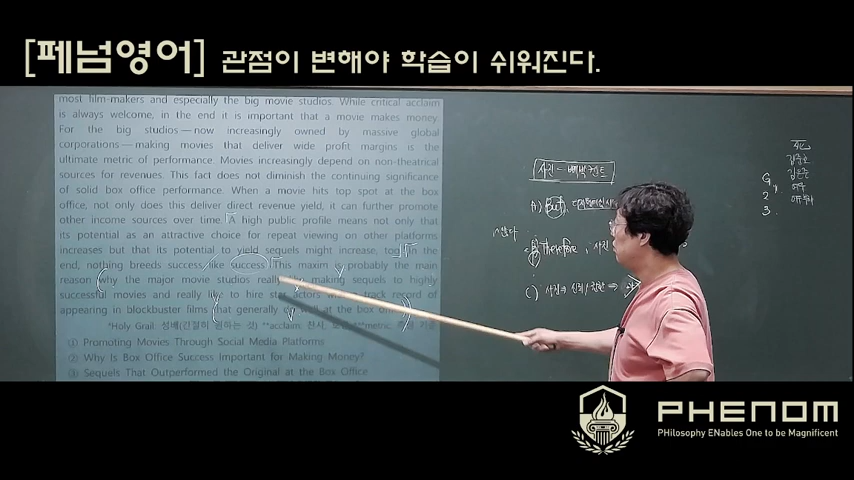 [페넘영어] 관점이 변해야 학습이 쉬워진다.
most film-makers and especially the big movie studios. While critical acclaim
is always welcome, in the end it is important that a movie makes money.
For the big studios — now increasingly owned by massive global
corporations — making movies that deliver wide profit margins is the
ultimate metric of performance. Movies increasingly depend on non-theatrical
sources for revenues. This fact does not diminish the continuing significance
of solid box office performance. When a movie hits top spot at the box
office, not only does this deliver direct revenue yield, it can further promote
other income sources over time. A high public profile means not only that
its potential as an attractive choice for repeat viewing on other platforms
increases but that its potential to yield sequels might increase, too. In the
end, nothing breeds success like success. This maxim is probably the main
reason why the major movie studios really making sequels to highly
successful movies and really like to hire star actors track record of
appearing in blockbuster films that generally do well at the box
*Holy Grail: 성배(간절히 원하는 것) **acclaim: 찬사, 기준
① Promoting Movies Through Social Media Platforms
② Why Is Box Office Success Important for Making Money?
③ Sequels That Outperformed the Original at the Box Office
사진 =
(A) But,
Therefore, 사진
C) 사진 ⇒
G
2
3.
PHENOM
PHilosophy ENables One to be Magnificent